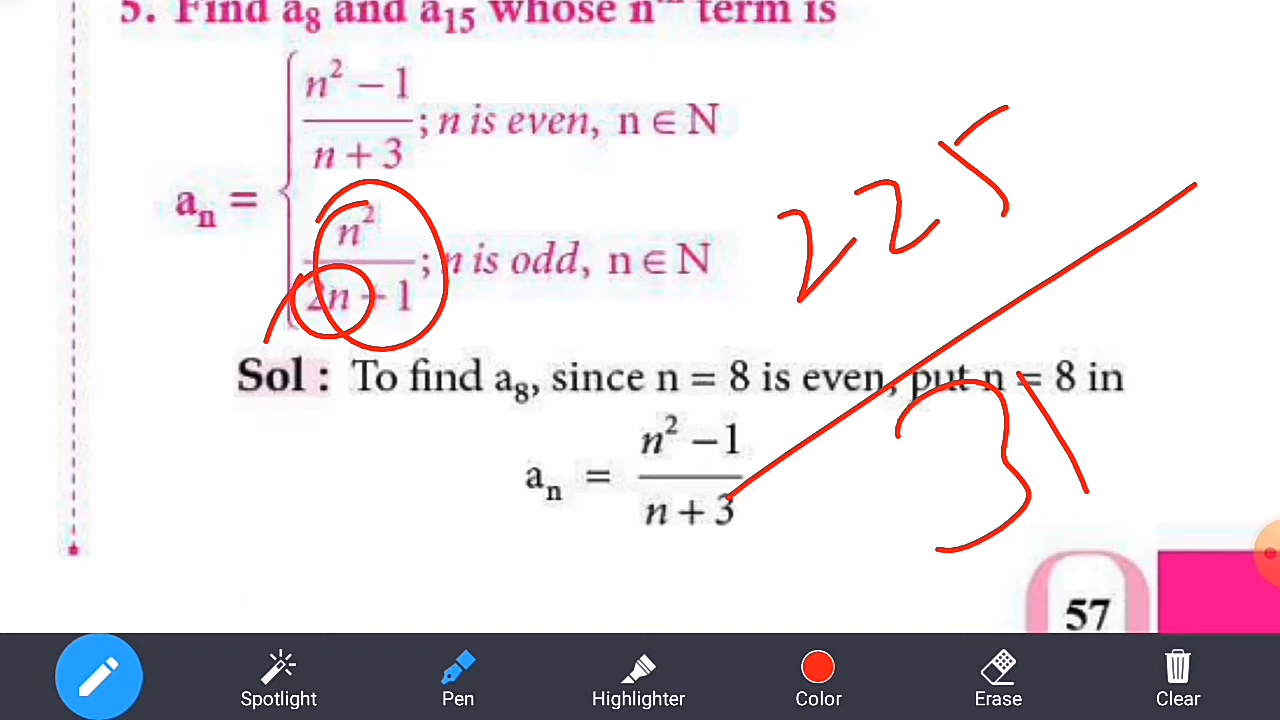 5. Find a₈ and a₁₅ whose nᵗʰ term is
n² − 1
; n is even, n ∈ N
n + 3
aₙ =
n²
; n is odd, n ∈ N
2n + 1
225
31
Sol : To find a₈, since n = 8 is even, put n = 8 in
n² −1
aₙ =
n + 3
57
Spotlight Pen Highlighter Color Erase Clear